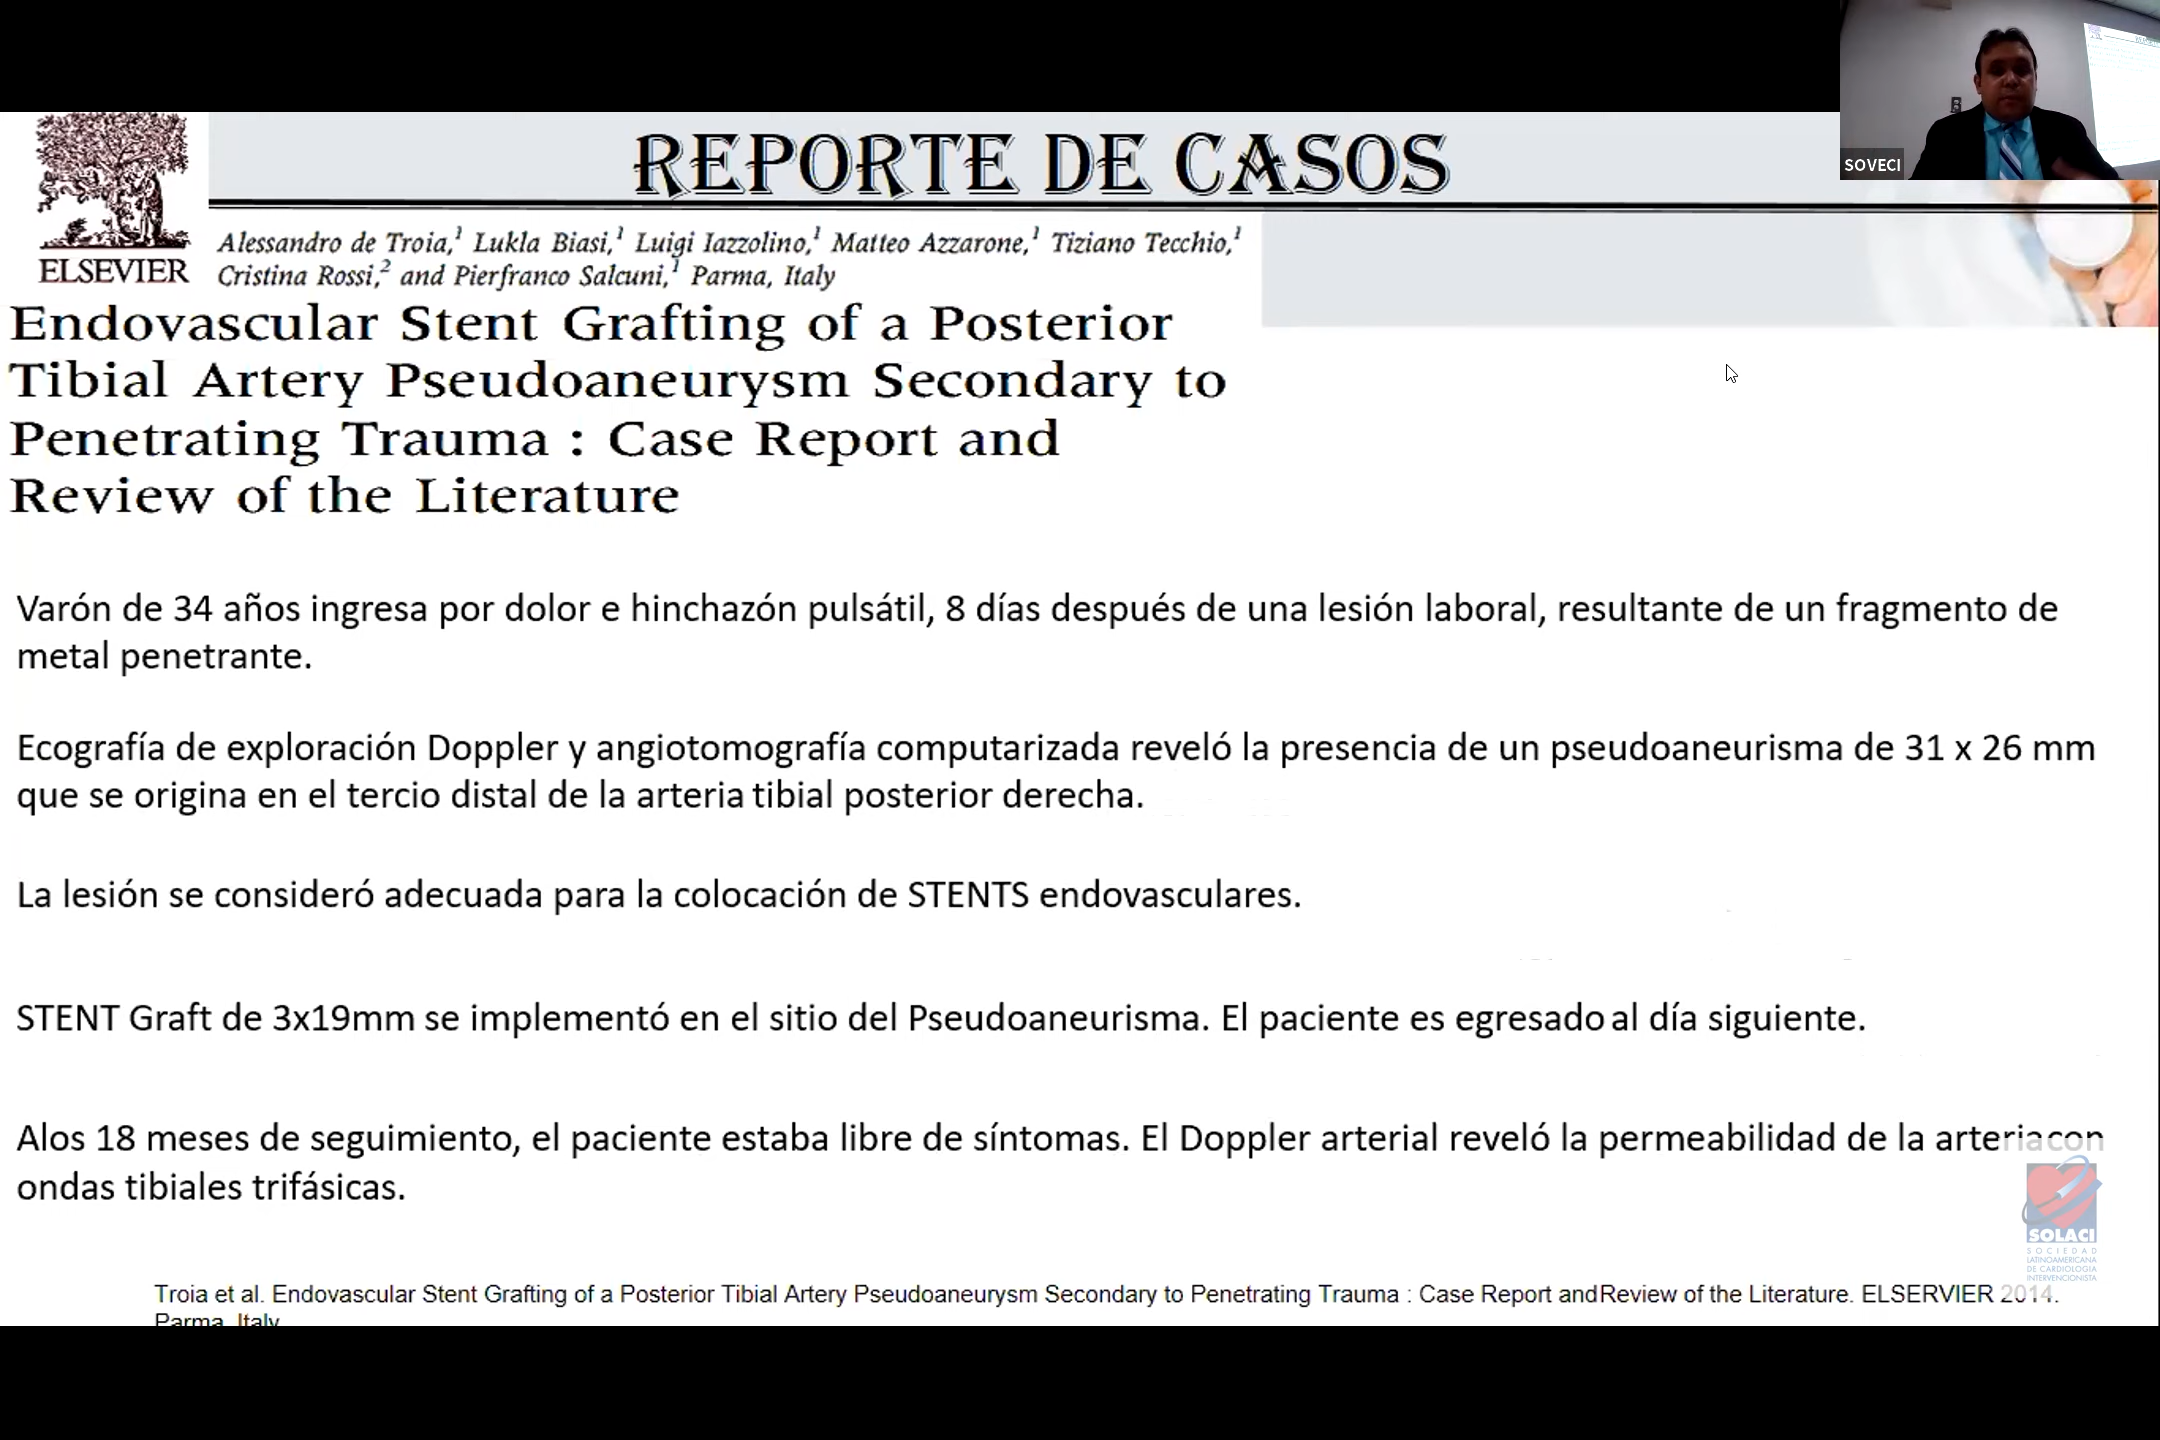 REPORTE DE CASOS
SOVECI
ELSEVIER
Alessandro de Troia,¹ Lukla Biasi,¹ Luigi Iazzolino,¹ Matteo Azzarone,¹ Tiziano Tecchio,¹
Cristina Rossi,² and Pierfranco Salcuni,¹ Parma, Italy
Endovascular Stent Grafting of a Posterior
Tibial Artery Pseudoaneurysm Secondary to
Penetrating Trauma : Case Report and
Review of the Literature
Varón de 34 años ingresa por dolor e hinchazón pulsátil, 8 días después de una lesión laboral, resultante de un fragmento de
metal penetrante.
Ecografía de exploración Doppler y angiotomografía computarizada reveló la presencia de un pseudoaneurisma de 31 x 26 mm
que se origina en el tercio distal de la arteria tibial posterior derecha.
La lesión se consideró adecuada para la colocación de STENTS endovasculares.
STENT Graft de 3x19mm se implementó en el sitio del Pseudoaneurisma. El paciente es egresado al día siguiente.
Alos 18 meses de seguimiento, el paciente estaba libre de síntomas. El Doppler arterial reveló la permeabilidad de la arteria con
ondas tibiales trifásicas.
SOLACI
SOCIEDAD
LATINOAMERICANA
DE CARDIOLOGIA
INTERVENCIONISTA
Troia et al. Endovascular Stent Grafting of a Posterior Tibial Artery Pseudoaneurysm Secondary to Penetrating Trauma : Case Report and Review of the Literature. ELSERVIER 2014.
Parma, Italy